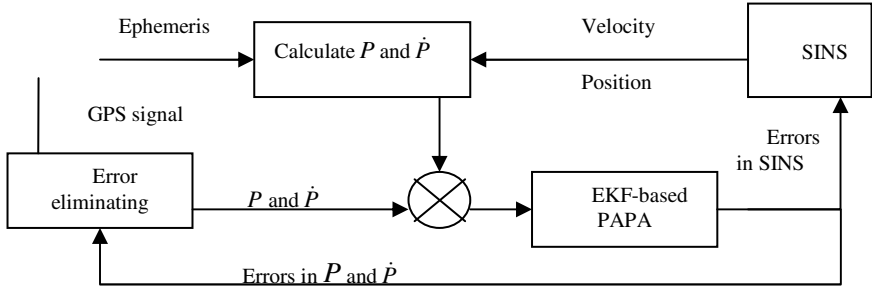 Ephemeris
Calculate P and Ṗ
Velocity
SINS
Position
GPS signal
Errors
in SINS
Error
eliminating
P and Ṗ
EKF-based
PAPA
Errors in P and Ṗ